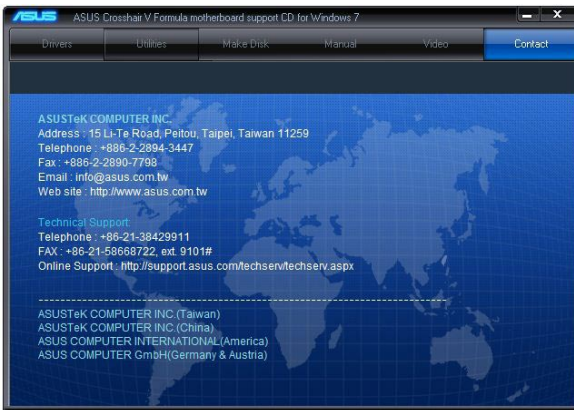 ASUS ASUS Crosshair V Formula motherboard support CD for Windows 7
Drivers Utilities Make Disk Manual Video Contact
ASUSTeK COMPUTER INC.
Address : 15 Li-Te Road, Peitou, Taipei, Taiwan 11259
Telephone : +886-2-2894-3447
Fax : +886-2-2890-7798
Email : info@asus.com.tw
Web site : http://www.asus.com.tw
Technical Support
Telephone : +86-21-38429911
FAX : +86-21-58668722, ext. 9101#
Online Support : http://support.asus.com/techserv/techserv.aspx
ASUSTeK COMPUTER INC.(Taiwan)
ASUSTeK COMPUTER INC.(China)
ASUS COMPUTER INTERNATIONAL(America)
ASUS COMPUTER GmbH(Germany & Austria)